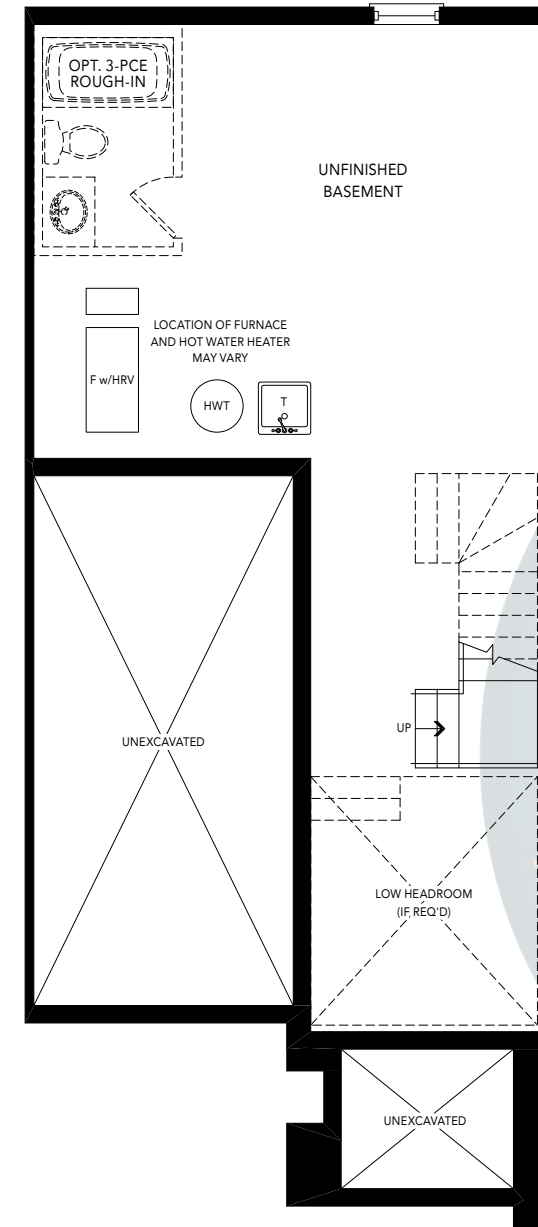 OPT. 3-PCE
ROUGH-IN
UNFINISHED
BASEMENT
LOCATION OF FURNACE
AND HOT WATER HEATER
MAY VARY
F w/HRV
HWT
T
UP
UNEXCAVATED
LOW HEADROOM
(IF REQ'D)
UNEXCAVATED